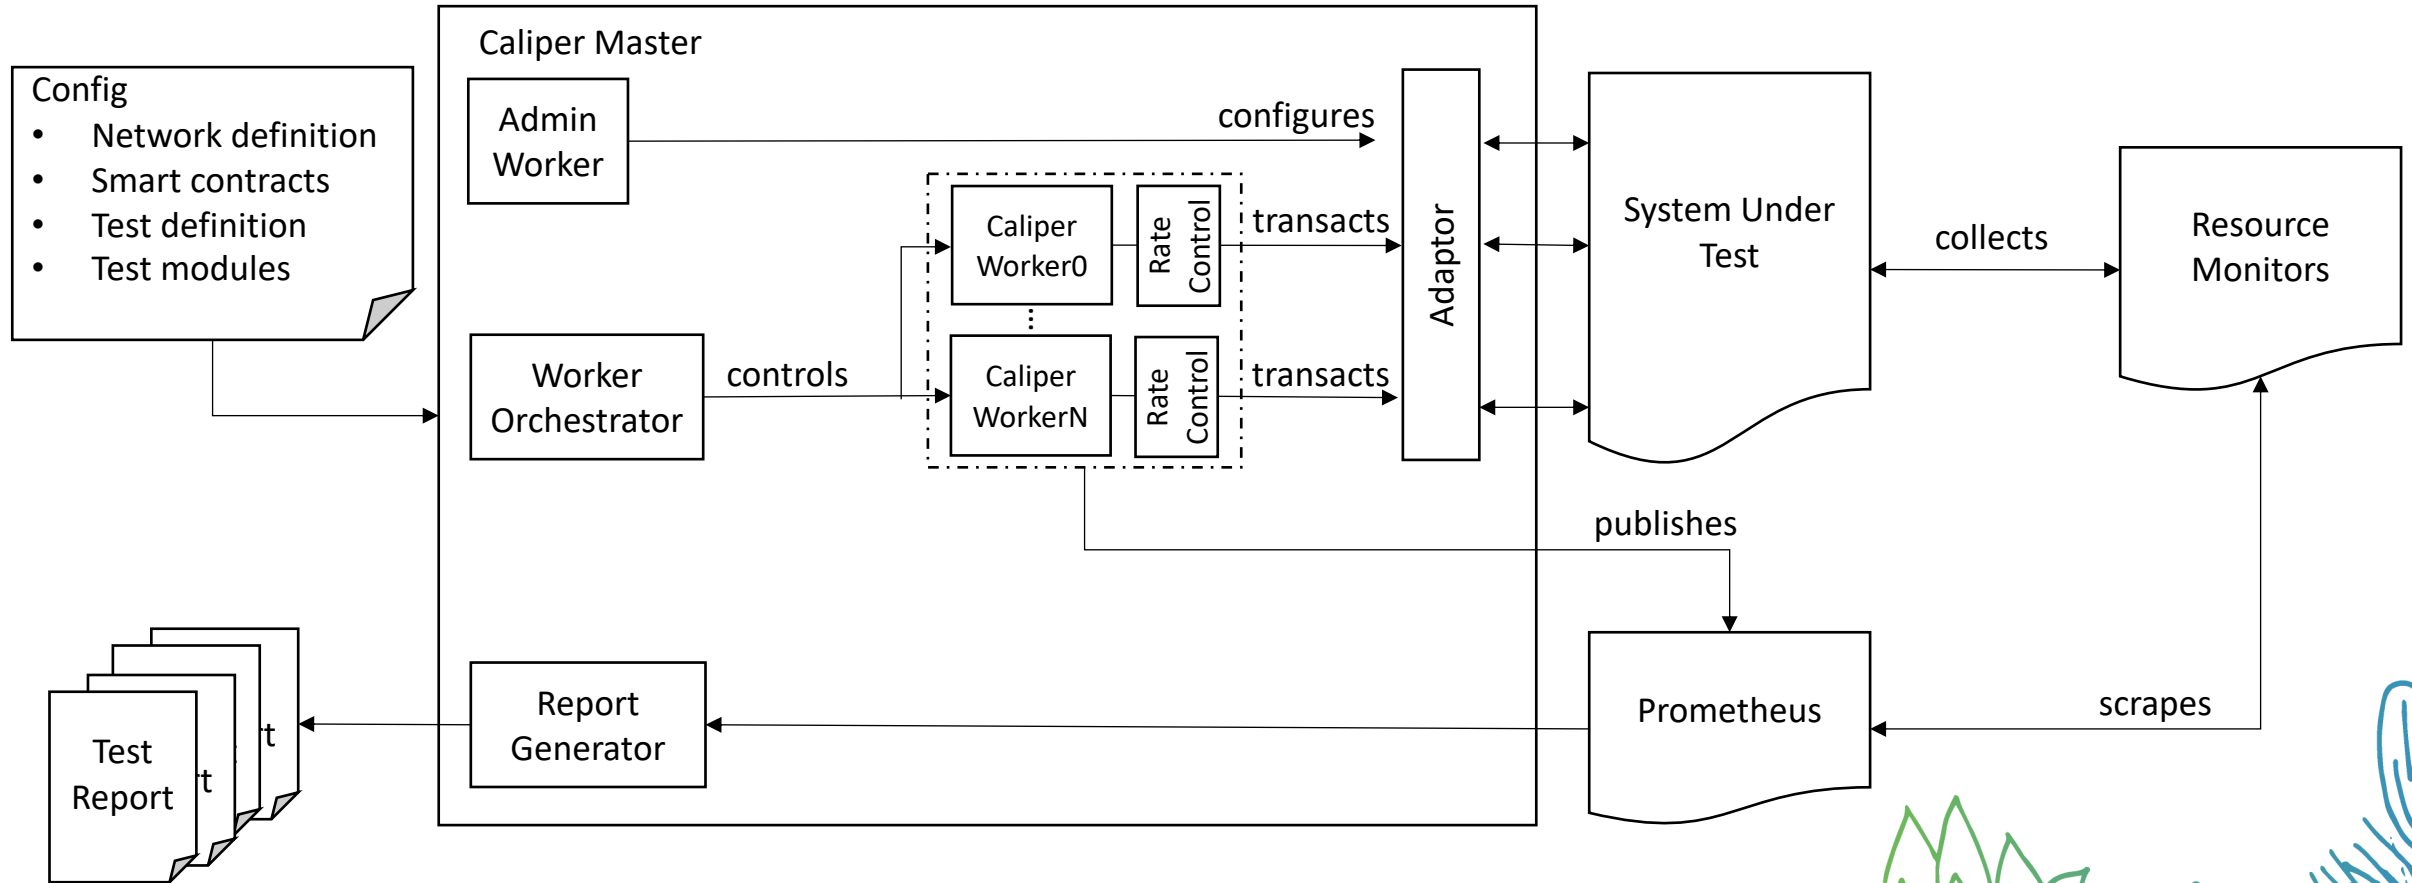 Caliper Master
Config
• Network definition
• Smart contracts
• Test definition
• Test modules
Admin
Worker
configures
Caliper
Worker0
Rate
Control
transacts
Adaptor
System Under
Test
collects
Resource
Monitors
Worker
Orchestrator
controls
Caliper
WorkerN
Rate
Control
transacts
publishes
Report
Generator
Prometheus
scrapes
Test
Report
rt
rt